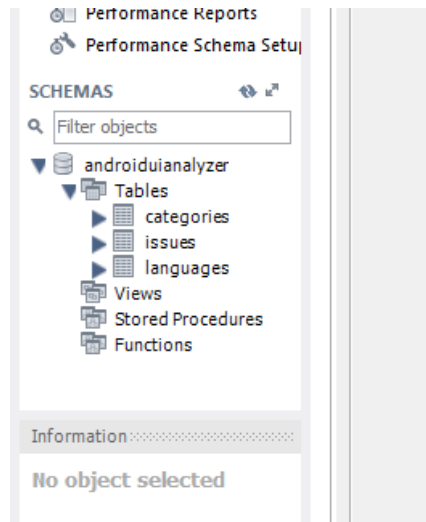 Performance Reports
Performance Schema Setu
SCHEMAS
Filter objects
androiduianalyzer
Tables
categories
issues
languages
Views
Stored Procedures
Functions
Information
No object selected